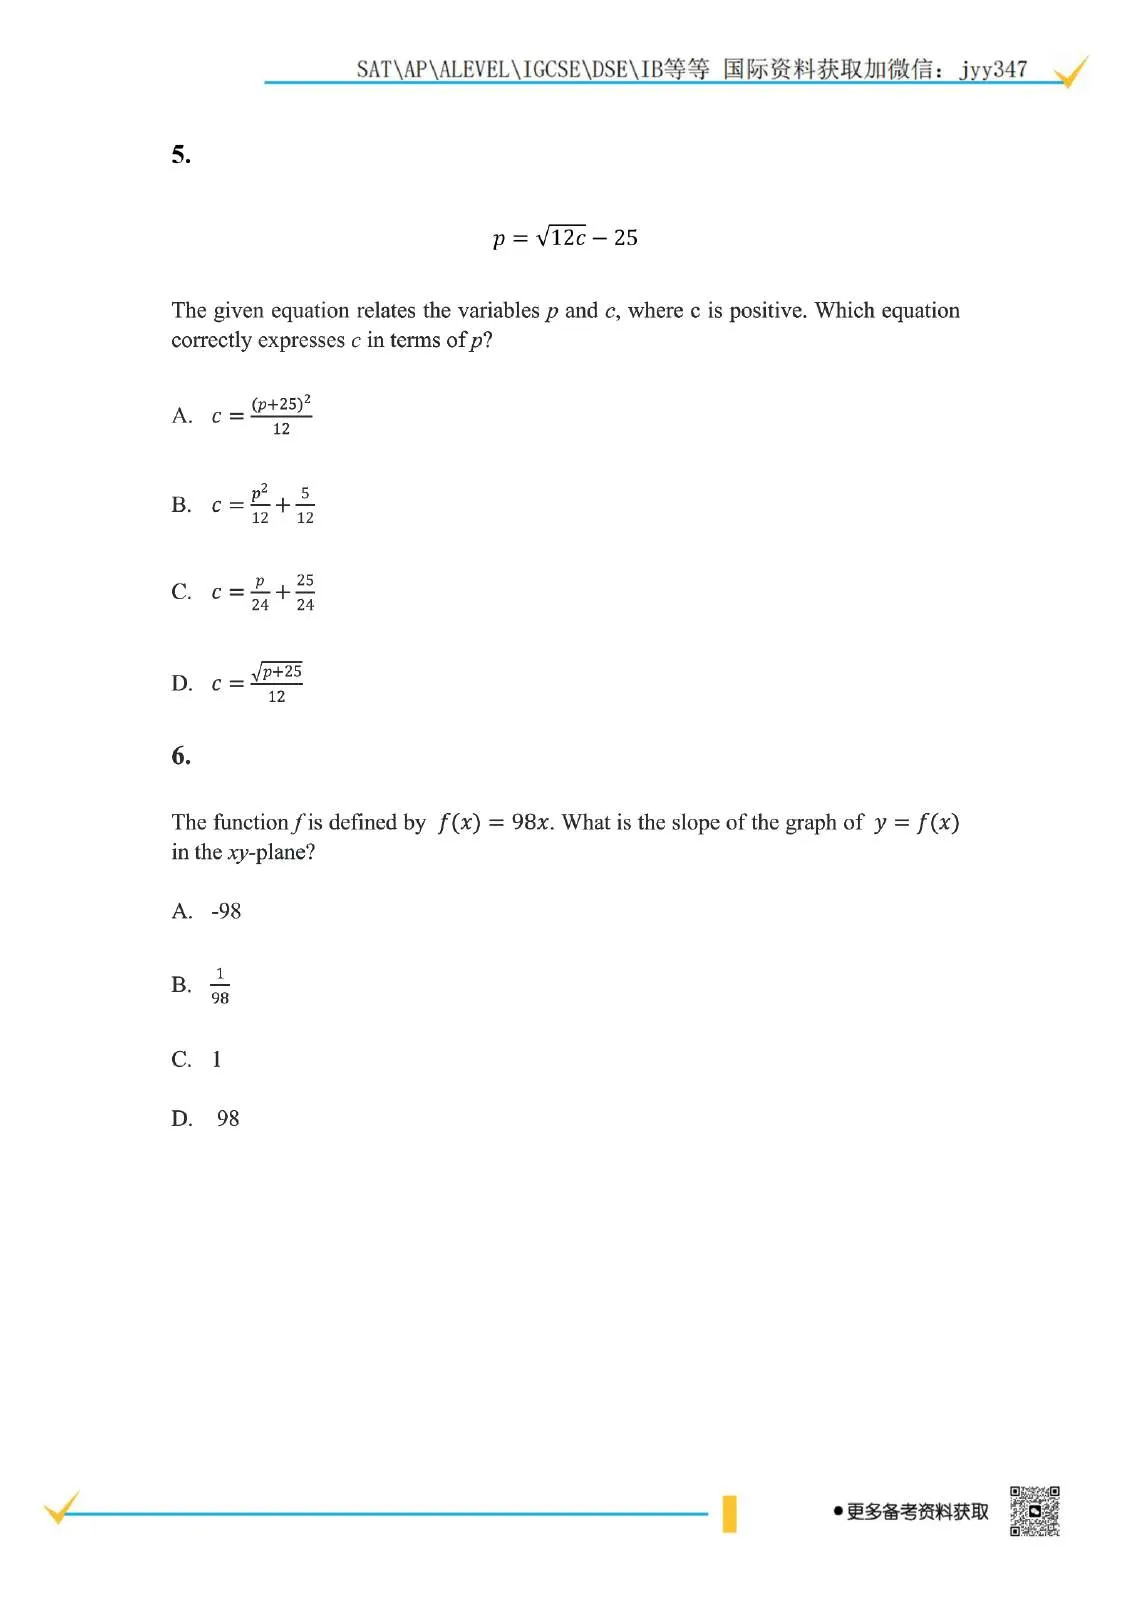 SAT\AP\ALEVEL\IGCSE\DSE\IB等等 国际资料获取加微信：jyy347
5.
p = √12c − 25
The given equation relates the variables p and c, where c is positive. Which equation
correctly expresses c in terms of p?
A. c = (p+25)²/12
B. c = p²/12 + 5/12
C. c = p/24 + 25/24
D. c = √p+25/12
6.
The function f is defined by f(x) = 98x. What is the slope of the graph of y = f(x)
in the xy-plane?
A. -98
B. 1/98
C. 1
D. 98
●更多备考资料获取